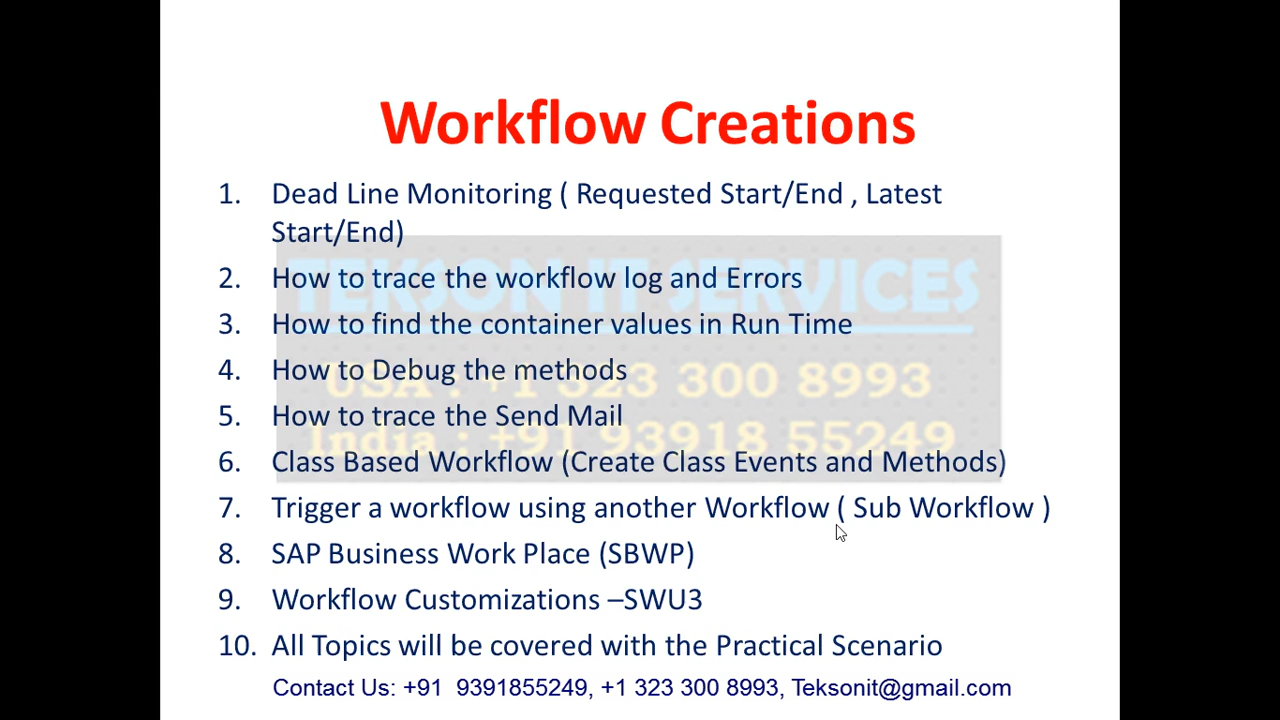 Workflow Creations
1. Dead Line Monitoring ( Requested Start/End , Latest
Start/End)
2. How to trace the workflow log and Errors
3. How to find the container values in Run Time
4. How to Debug the methods
5. How to trace the Send Mail
6. Class Based Workflow (Create Class Events and Methods)
7. Trigger a workflow using another Workflow ( Sub Workflow )
8. SAP Business Work Place (SBWP)
9. Workflow Customizations –SWU3
10. All Topics will be covered with the Practical Scenario
Contact Us: +91 9391855249, +1 323 300 8993, Teksonit@gmail.com
TEKSON IT SERVICES
USA : +1 323 300 8993
India : +91 93918 55249